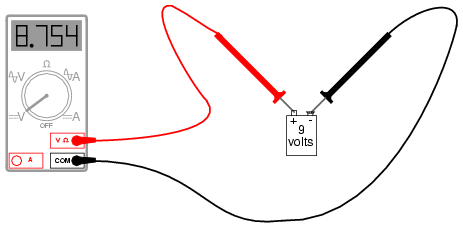 8.754
Ω
V A
V A
OFF
V Ω
A COM
+ -
9
volts